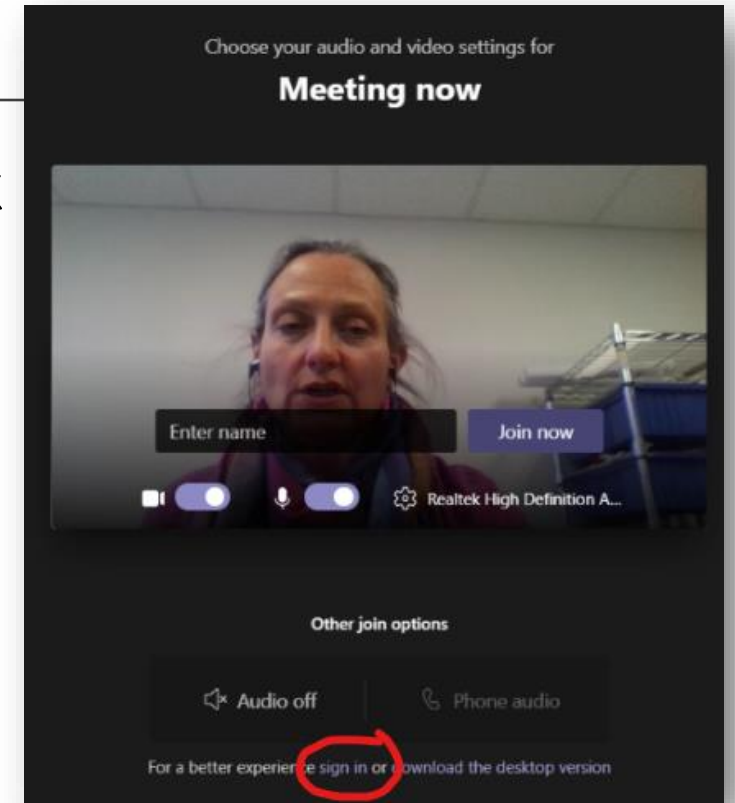 Choose your audio and video settings for
Meeting now
Enter name
Join now
Realtek High Definition A...
Other join options
Audio off
Phone audio
For a better experience sign in or download the desktop version